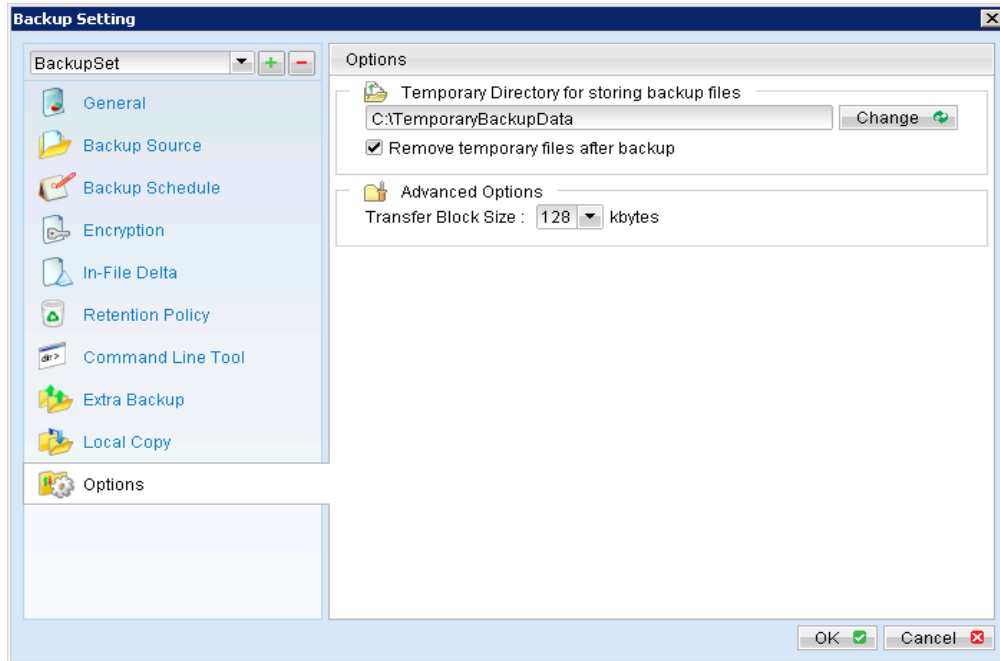 Backup Setting
BackupSet
General
Backup Source
Backup Schedule
Encryption
In-File Delta
Retention Policy
dir>
Command Line Tool
Extra Backup
Local Copy
Options
Options
Temporary Directory for storing backup files
C:\TemporaryBackupData
Change
Remove temporary files after backup
Advanced Options
Transfer Block Size : 128 kbytes
OK
Cancel